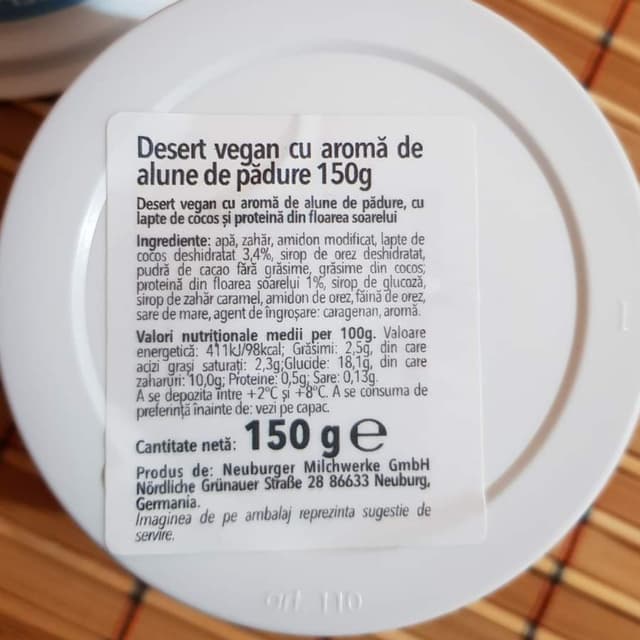 Desert vegan cu aromă de
alune de pădure 150g
Desert vegan cu aromă de alune de pădure, cu
lapte de cocos și proteină din floarea soarelui
Ingrediente: apă, zahăr, amidon modificat, lapte de
cocos deshidratat 3,4%, sirop de orez deshidratat,
pudră de cacao fără grăsime, grăsime din cocos,
proteină din floarea soarelui 1%, sirop de glucoză,
sirop de zahăr caramel, amidon de orez, făină de orez,
sare de mare, agent de îngroșare: caragenan, aromă.
Valori nutriționale medii per 100g. Valoare
energetică: 411kJ/98kcal; Grăsimi: 2,5g, din care
acizi grași saturați: 2,3g;Glucide: 18,1g, din care
zaharuri: 10,0g; Proteine: 0,5g; Sare: 0,13g.
A se depozita între +2°C și +8°C. A se consuma de
preferință înainte de: vezi pe capac.
Cantitate netă: 150 g e
Produs de: Neuburger Milchwerke GmbH
Nördliche Grünauer Straße 28 86633 Neuburg,
Germania.
Imaginea de pe ambalaj reprezinta sugestie de
servire.
110